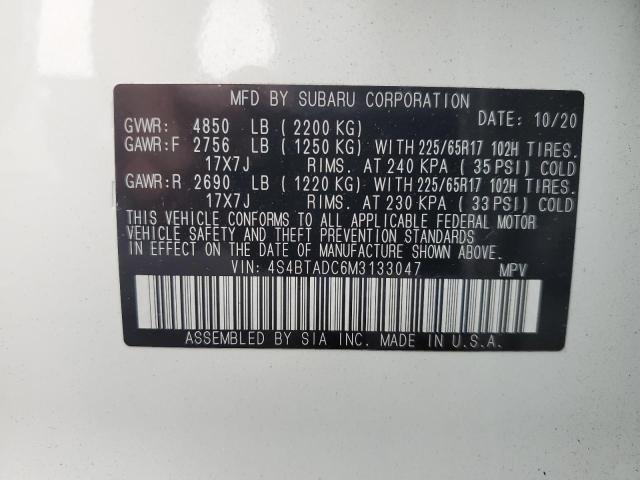 MFD BY SUBARU CORPORATION
DATE: 10/20
GVWR: 4850 LB (2200 KG)
GAWR:F 2756 LB (1250 KG) WITH 225/65R17 102H TIRES.
17X7J RIMS. AT 240 KPA (35 PSI) COLD
GAWR:R 2690 LB (1220 KG) WITH 225/65R17 102H TIRES.
17X7J RIMS. AT 230 KPA (33 PSI) COLD
THIS VEHICLE CONFORMS TO ALL APPLICABLE FEDERAL MOTOR
VEHICLE SAFETY AND THEFT PREVENTION STANDARDS
IN EFFECT ON THE DATE OF MANUFACTURE SHOWN ABOVE.
VIN: 4S4BTADC6M3133047 MPV
ASSEMBLED BY SIA INC. MADE IN U.S.A.